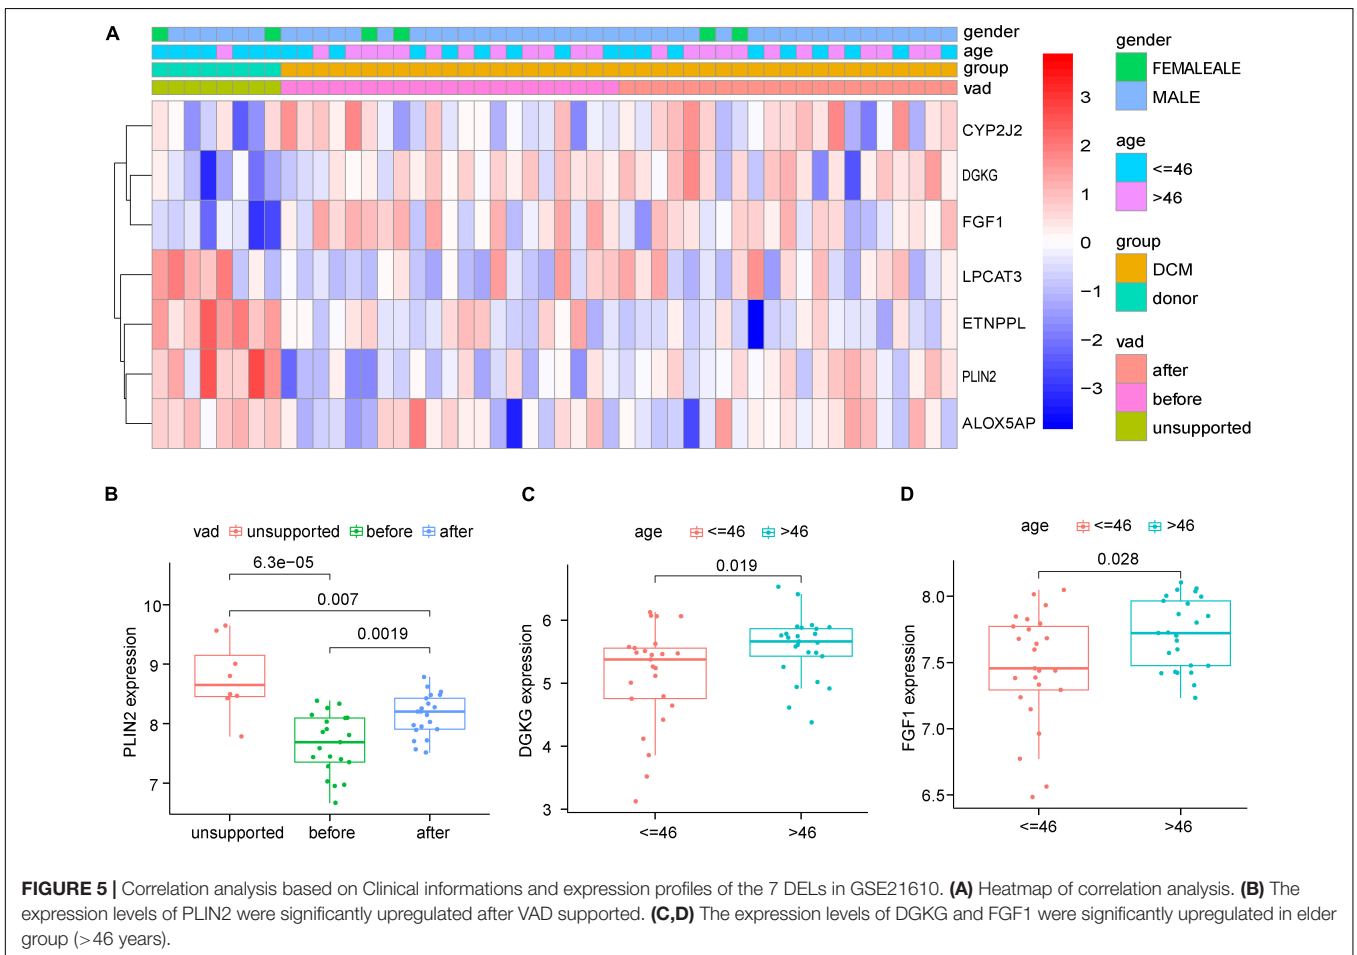 A
gender
age
group
vad
CYP2J2
DGKG
FGF1
LPCAT3
ETNPPL
PLIN2
ALOX5AP
3
2
1
0
−1
−2
−3
gender
FEMALEALE
MALE
age
<=46
>46
group
DCM
donor
vad
after
before
unsupported
B
vad unsupported before after
6.3e−05
0.007
0.0019
PLIN2 expression
10
9
8
7
unsupported before after
C
age <=46 >46
0.019
DGKG expression
6
5
4
3
<=46 >46
D
age <=46 >46
0.028
FGF1 expression
8.0
7.5
7.0
6.5
<=46 >46
FIGURE 5 | Correlation analysis based on Clinical informations and expression profiles of the 7 DELs in GSE21610. (A) Heatmap of correlation analysis. (B) The
expression levels of PLIN2 were significantly upregulated after VAD supported. (C,D) The expression levels of DGKG and FGF1 were significantly upregulated in elder
group (>46 years).